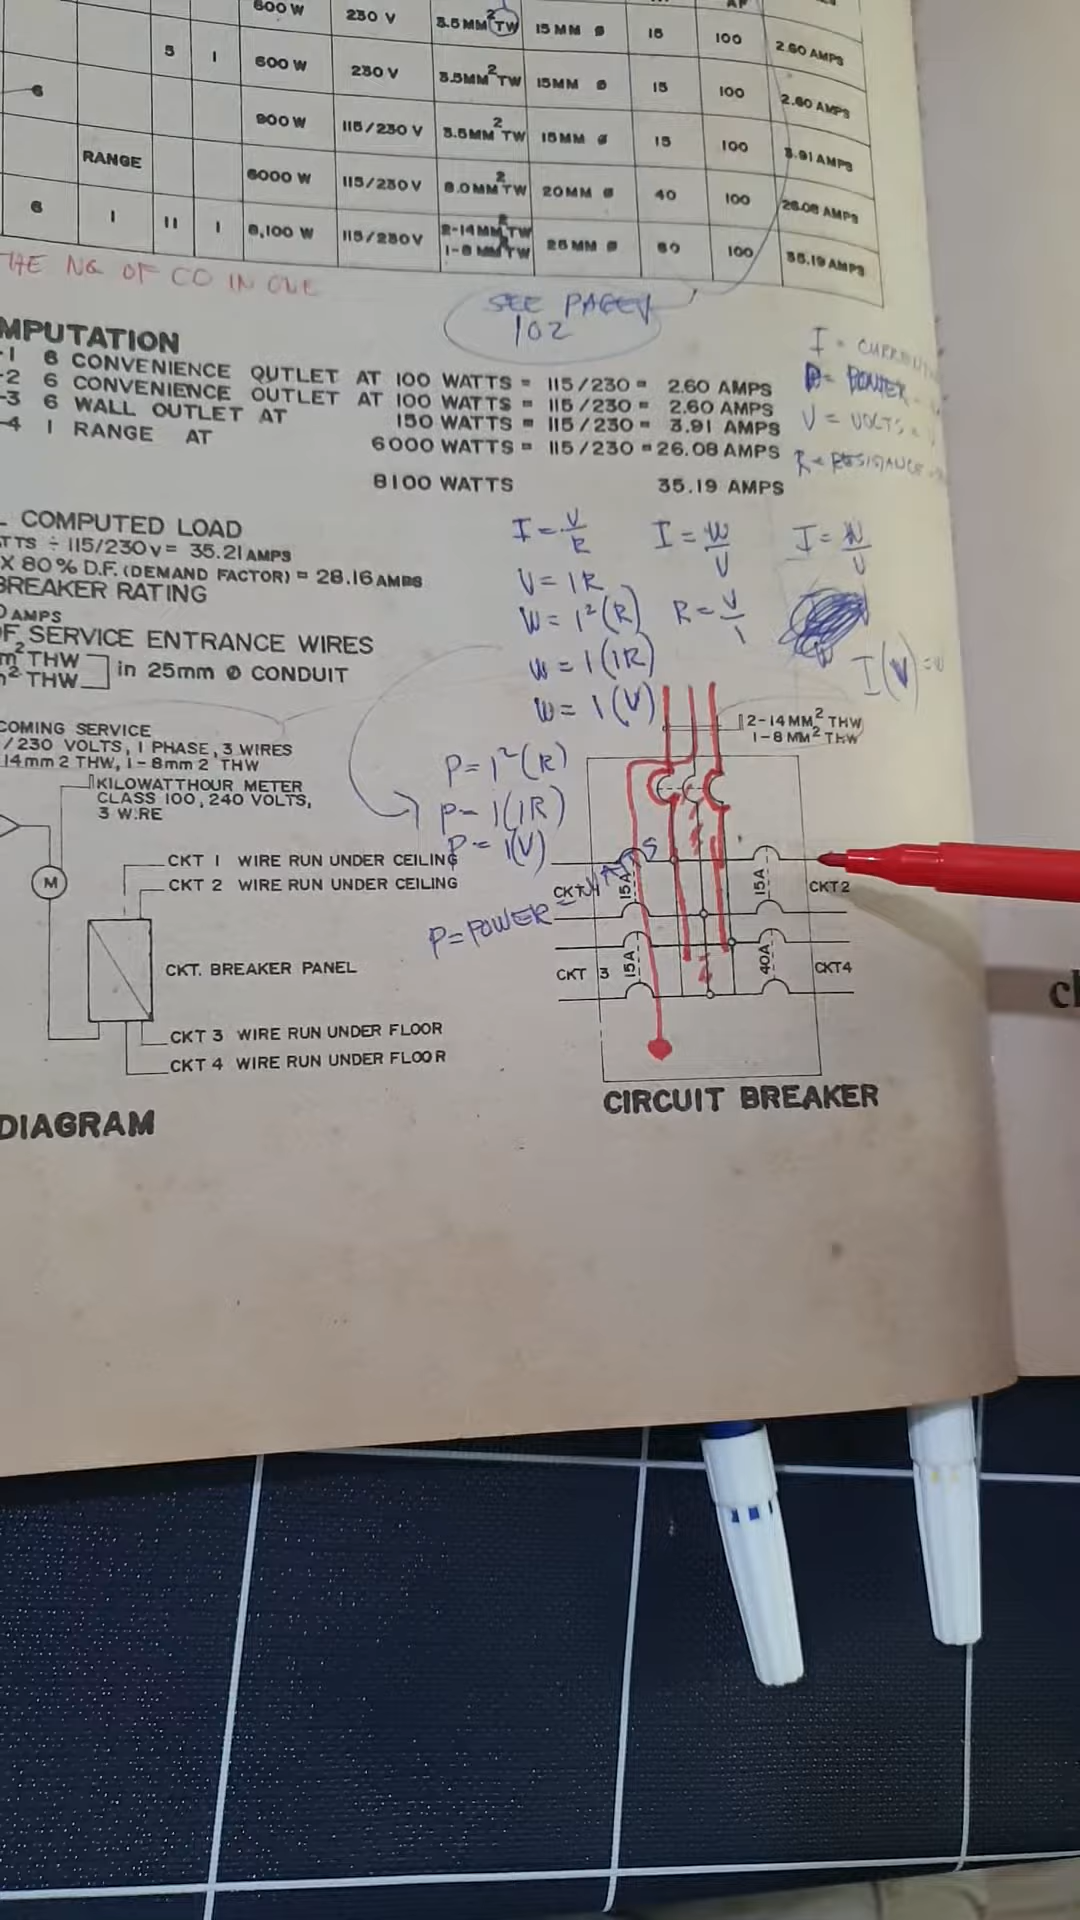 600 W 230 V 3.5MM2 TW 15 MM Ø 15 100 2.60 AMPS
5 1 600 W 230 V 3.5MM2 TW 15MM Ø 15 100 2.60 AMPS
6 900 W 115/230 V 3.5MM2 TW 15MM Ø 15 100 3.91 AMPS
RANGE 6000 W 115/230V 8.0MM2 TW 20MM Ø 40 100 26.08 AMPS
6 1 11 1 8,100 W 115/230V 2-14MM2 TW 25 MM Ø 60 100 35.19 AMPS
1-8 MM2 TW
THE NO. OF CO IN ONE
SEE PAGE
102
MPUTATION
-1 6 CONVENIENCE OUTLET AT 100 WATTS = 115/230 = 2.60 AMPS
-2 6 CONVENIENCE OUTLET AT 100 WATTS = 115/230 = 2.60 AMPS
-3 6 WALL OUTLET AT 150 WATTS = 115/230 = 3.91 AMPS
-4 1 RANGE AT 6000 WATTS = 115/230 = 26.08 AMPS
8100 WATTS 35.19 AMPS
I = CURRENT
P = POWER
V = VOLTS
R = RESISTANCE
COMPUTED LOAD
TTS ÷ 115/230v = 35.21 AMPS
X 80% D.F. (DEMAND FACTOR) = 28.16 AMPS
BREAKER RATING
AMPS
F SERVICE ENTRANCE WIRES
m2 THW
2 THW
in 25mm Ø CONDUIT
I = V/R I = W/V I = W/V
V = IR
W = I2(R) R = V/I
W = I(IR)
W = I(V)
I(V) = W
P = I2(R)
P = I(IR)
P = I(V)
P = POWER
COMING SERVICE
/230 VOLTS, 1 PHASE, 3 WIRES
14mm 2 THW, 1-8mm 2 THW
KILOWATTHOUR METER
CLASS 100, 240 VOLTS,
3 W:RE
M
CKT 1 WIRE RUN UNDER CEILING
CKT 2 WIRE RUN UNDER CEILING
CKT. BREAKER PANEL
CKT 3 WIRE RUN UNDER FLOOR
CKT 4 WIRE RUN UNDER FLOOR
DIAGRAM
2-14 MM2 THW
1-8 MM2 THW
CKT 1 15A 15A CKT2
CKT 3 15A 40A CKT4
CIRCUIT BREAKER